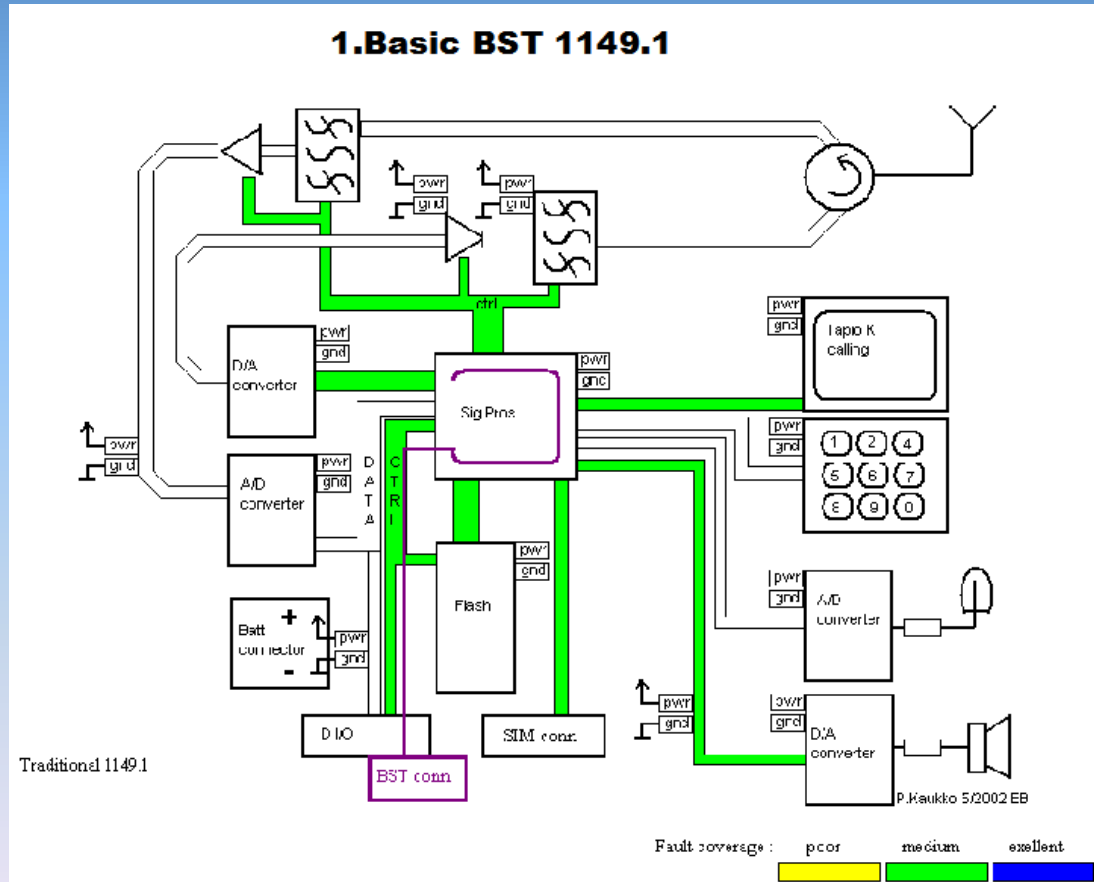 1.Basic BST 1149.1
pwr
gnd
pwr
gnd
ctrl
pwr
gnd
Tapio K
calling
D/A
converter
pwr
gnd
Sig Pros
pwr
gnd
pwr
gnd
1 2 4
5 6 7
8 9 0
pwr
gnd
A/D
converter
pwr
gnd
DATA
CTRl
Flash
pwr
gnd
pwr
gnd
A/D
converter
Batt
connector
+
-
pwr
gnd
pwr
gnd
pwr
gnd
D/A
converter
D I/O
SIM conn
BST conn
Traditional 1149.1
P.Kaukko 5/2002 EB
Fault coverage : poor medium exellent